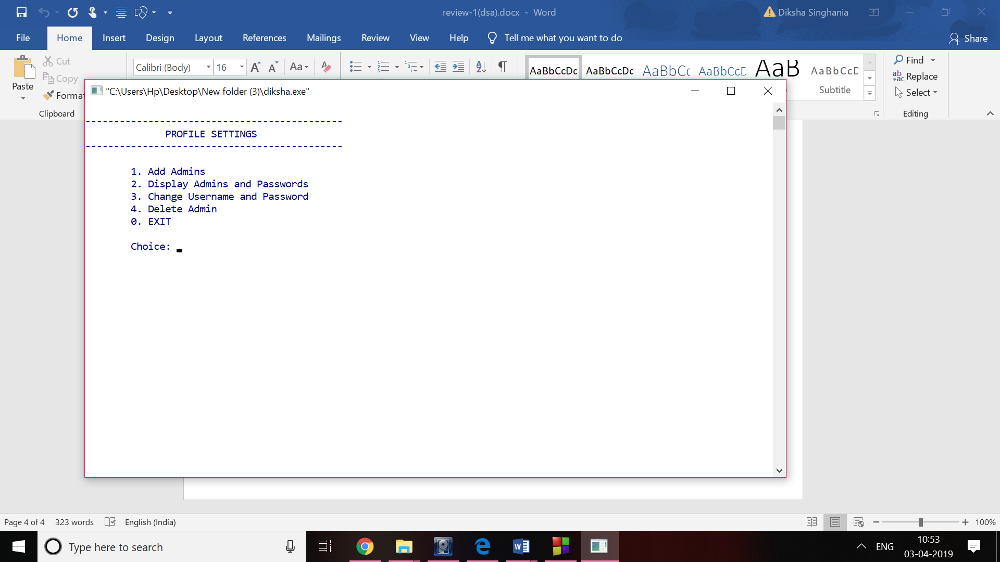 review-1(dsa).docx - Word
Diksha Singhania
File Home Insert Design Layout References Mailings Review View Help Tell me what you want to do Share
Cut
Copy
Paste
Format
Clipboard
Calibri (Body) 16
Aa
AaBbCcDc AaBbCcDc AaBbCc AaBbCcD AaB AaBbCcD
Subtitle
Find
Replace
Select
Editing
"C:\Users\Hp\Desktop\New folder (3)\diksha.exe"
---------------------------------------------
PROFILE SETTINGS
---------------------------------------------
1. Add Admins
2. Display Admins and Passwords
3. Change Username and Password
4. Delete Admin
0. EXIT
Choice:
Page 4 of 4 323 words English (India) 100%
Type here to search
ENG
10:53
03-04-2019